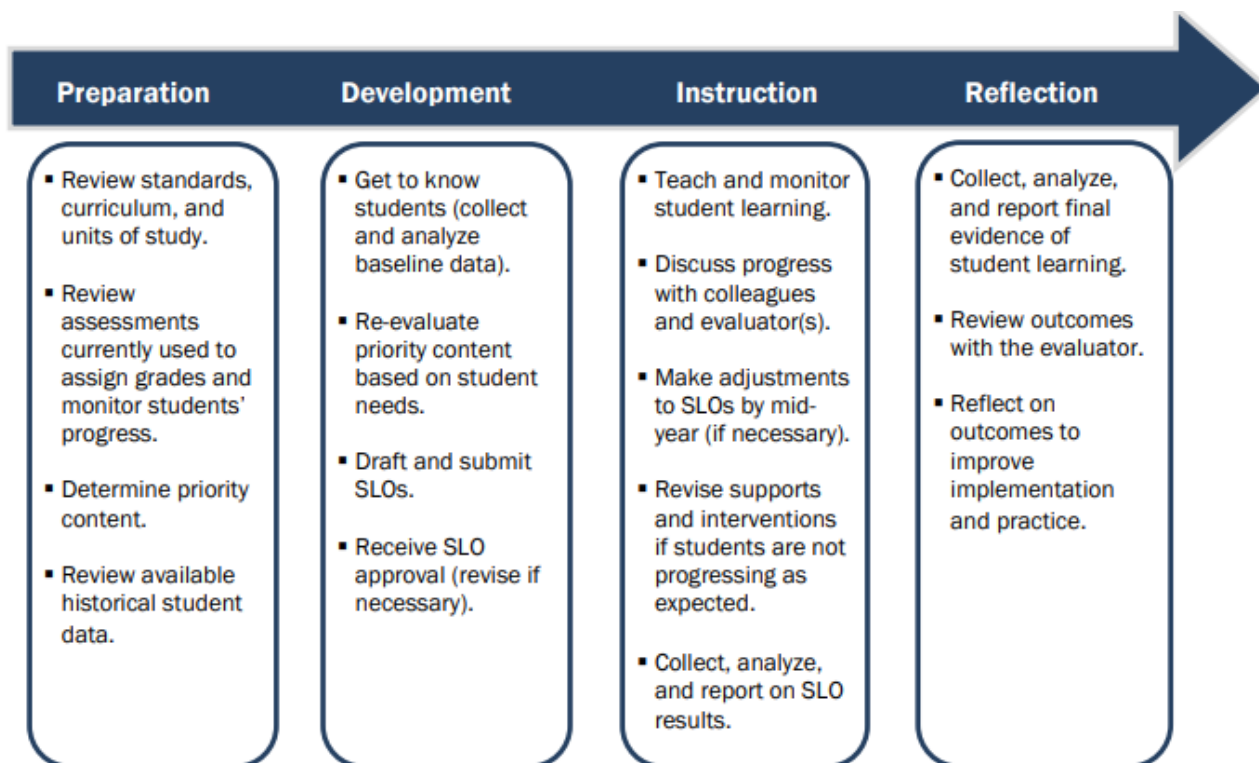 Preparation
Development
Instruction
Reflection
▪ Review standards,
curriculum, and
units of study.
▪ Review
assessments
currently used to
assign grades and
monitor students’
progress.
▪ Determine priority
content.
▪ Review available
historical student
data.
▪ Get to know
students (collect
and analyze
baseline data).
▪ Re-evaluate
priority content
based on student
needs.
▪ Draft and submit
SLOs.
▪ Receive SLO
approval (revise if
necessary).
▪ Teach and monitor
student learning.
▪ Discuss progress
with colleagues
and evaluator(s).
▪ Make adjustments
to SLOs by mid-
year (if necessary).
▪ Revise supports
and interventions
if students are not
progressing as
expected.
▪ Collect, analyze,
and report on SLO
results.
▪ Collect, analyze,
and report final
evidence of
student learning.
▪ Review outcomes
with the evaluator.
▪ Reflect on
outcomes to
improve
implementation
and practice.